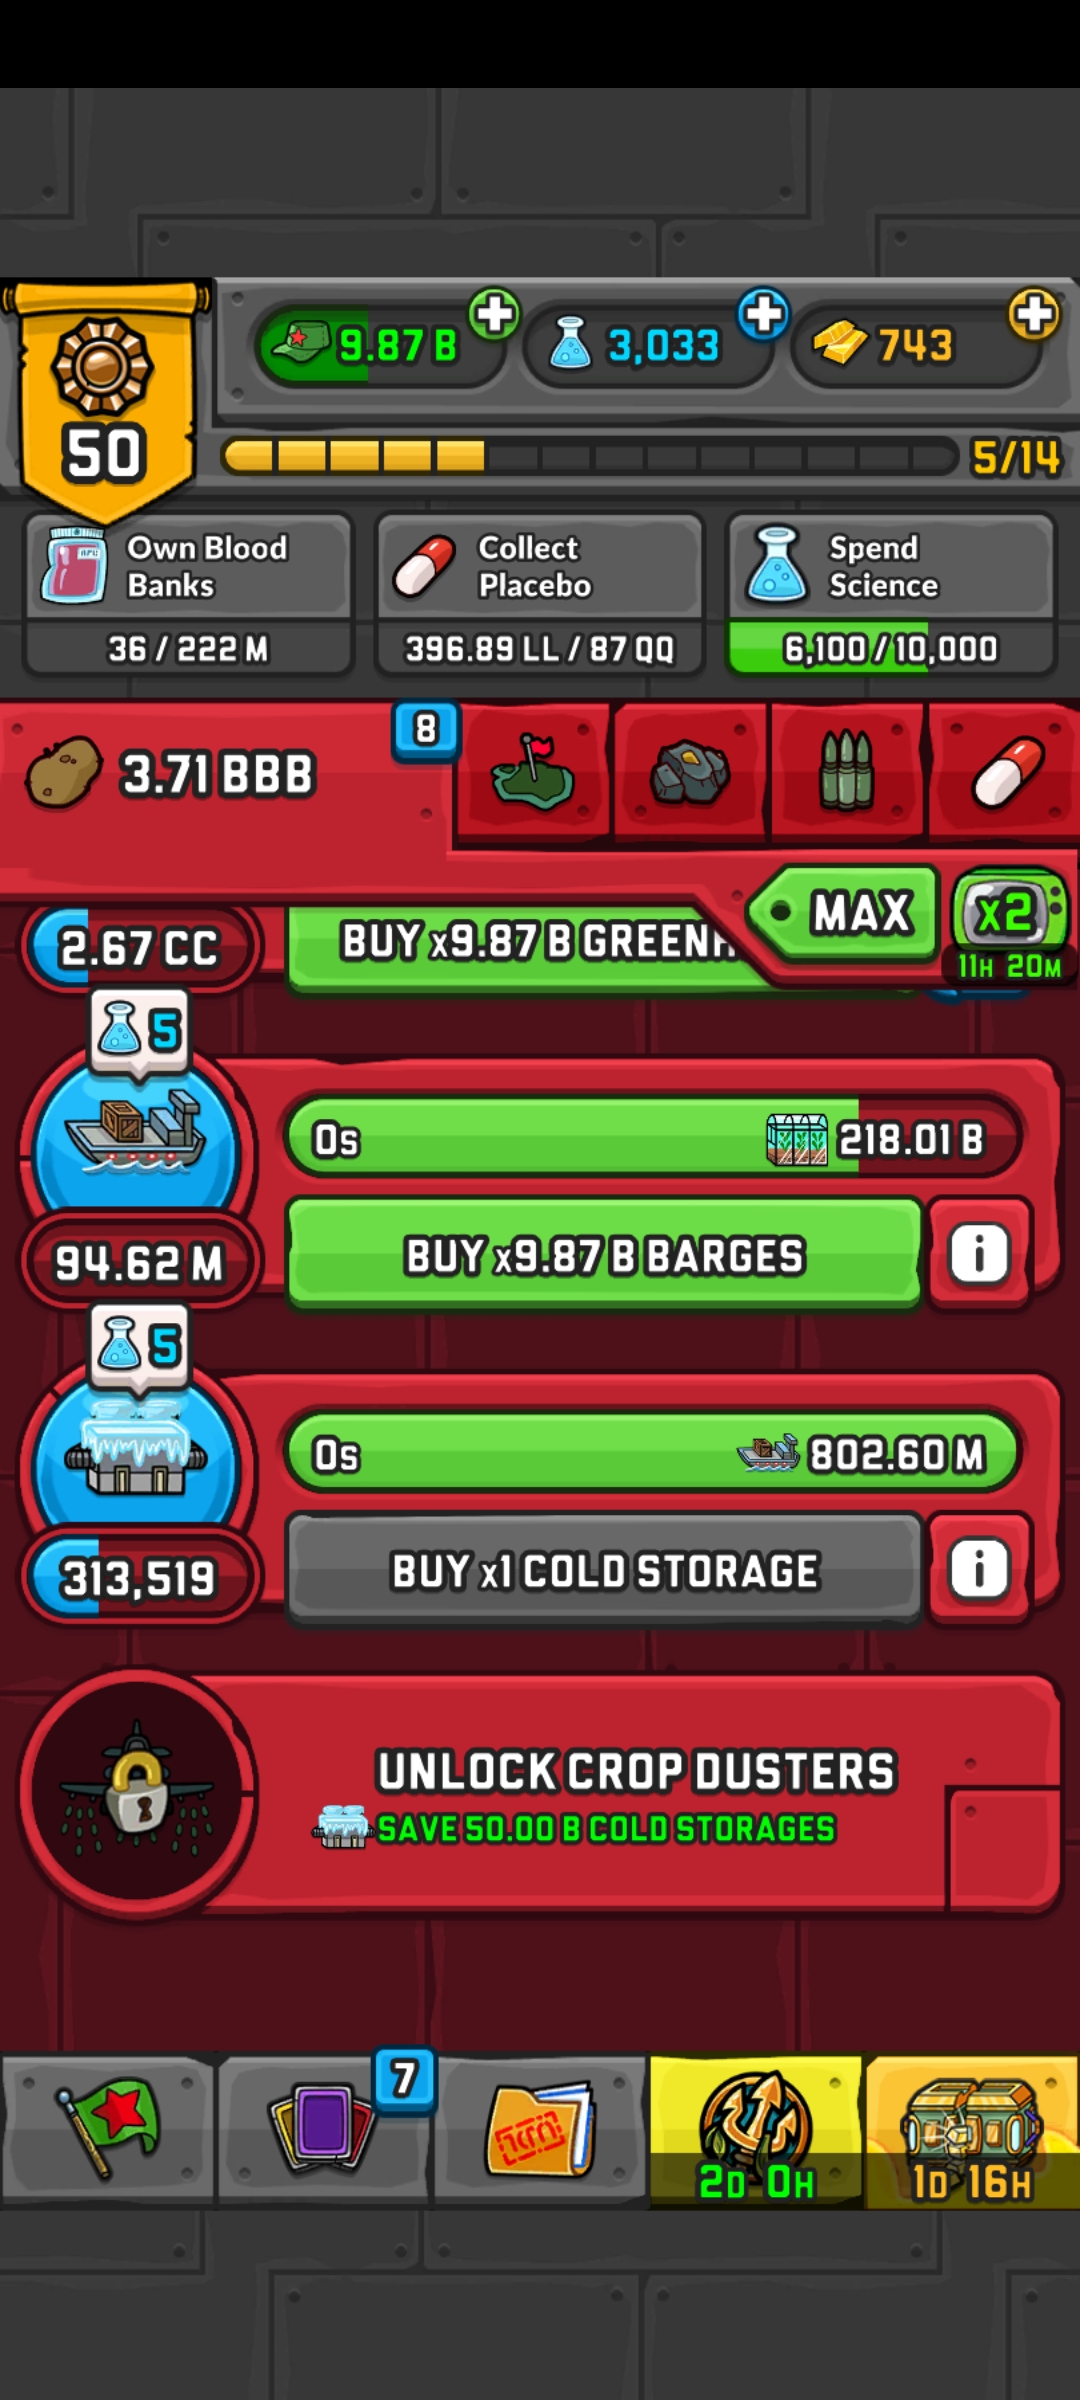 9.87 B
3,033
743
50
5/14
Own Blood
Banks
36 / 222 M
Collect
Placebo
396.89 LL / 87 QQ
Spend
Science
6,100 / 10,000
3.71 BBB
8
MAX
x2
11H 20M
2.67 CC
BUY x9.87 B GREENH
5
0s
218.01 B
94.62 M
BUY x9.87 B BARGES
i
5
0s
802.60 M
313,519
BUY x1 COLD STORAGE
i
UNLOCK CROP DUSTERS
SAVE 50.00 B COLD STORAGES
7
2D 0H
1D 16H